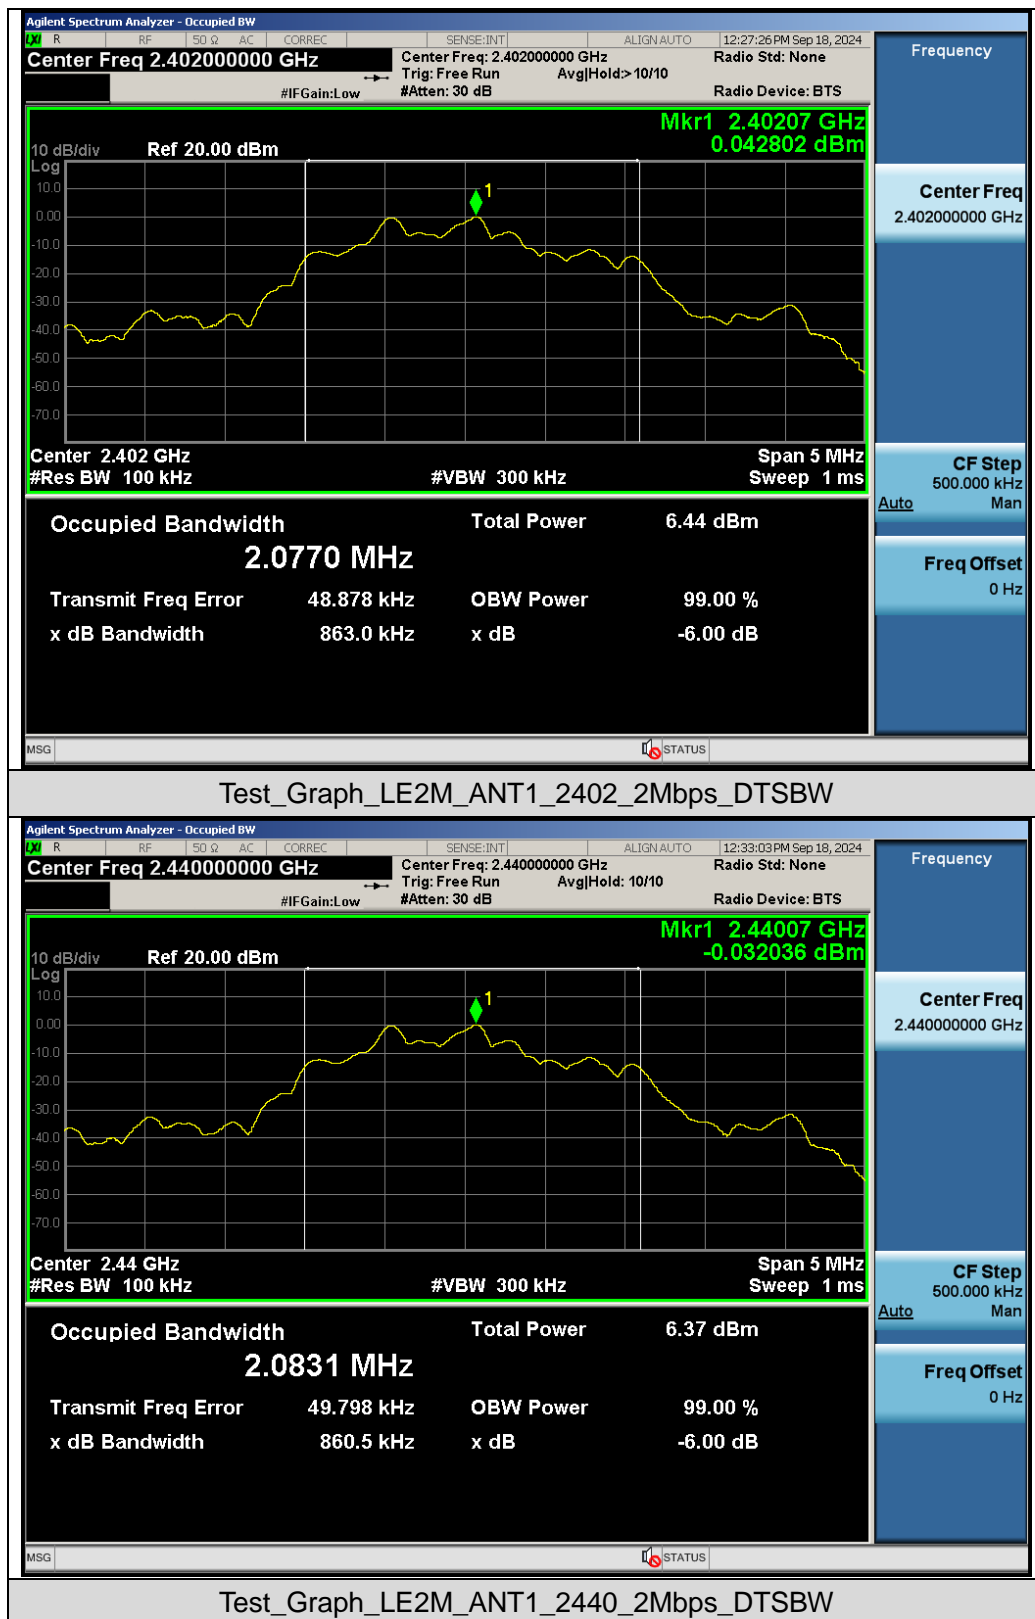 Agilent Spectrum Analyzer - Occupied BW
LXI R RF 50 Ω AC CORREC SENSE:INT ALIGN AUTO 12:27:26 PM Sep 18, 2024
Center Freq 2.402000000 GHz
Center Freq: 2.402000000 GHz
Radio Std: None
Trig: Free Run Avg|Hold:>10/10
#IFGain:Low
#Atten: 30 dB
Radio Device: BTS
Frequency
Mkr1 2.40207 GHz
0.042802 dBm
10 dB/div Ref 20.00 dBm
Log
10.0
1
0.00
-10.0
-20.0
-30.0
-40.0
-50.0
-60.0
-70.0
Center Freq
2.402000000 GHz
Center 2.402 GHz Span 5 MHz
#Res BW 100 kHz #VBW 300 kHz Sweep 1 ms
CF Step
500.000 kHz
Auto Man
Occupied Bandwidth Total Power 6.44 dBm
2.0770 MHz
Transmit Freq Error 48.878 kHz OBW Power 99.00 %
x dB Bandwidth 863.0 kHz x dB -6.00 dB
Freq Offset
0 Hz
MSG STATUS
Test_Graph_LE2M_ANT1_2402_2Mbps_DTSBW
Agilent Spectrum Analyzer - Occupied BW
LXI R RF 50 Ω AC CORREC SENSE:INT ALIGN AUTO 12:33:03 PM Sep 18, 2024
Center Freq 2.440000000 GHz
Center Freq: 2.440000000 GHz
Radio Std: None
Trig: Free Run Avg|Hold: 10/10
#IFGain:Low
#Atten: 30 dB
Radio Device: BTS
Frequency
Mkr1 2.44007 GHz
-0.032036 dBm
10 dB/div Ref 20.00 dBm
Log
10.0
1
0.00
-10.0
-20.0
-30.0
-40.0
-50.0
-60.0
-70.0
Center Freq
2.440000000 GHz
Center 2.44 GHz Span 5 MHz
#Res BW 100 kHz #VBW 300 kHz Sweep 1 ms
CF Step
500.000 kHz
Auto Man
Occupied Bandwidth Total Power 6.37 dBm
2.0831 MHz
Transmit Freq Error 49.798 kHz OBW Power 99.00 %
x dB Bandwidth 860.5 kHz x dB -6.00 dB
Freq Offset
0 Hz
MSG STATUS
Test_Graph_LE2M_ANT1_2440_2Mbps_DTSBW